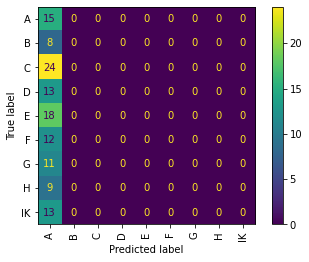 A 15 0 0 0 0 0 0 0 0
B 8 0 0 0 0 0 0 0 0
C 24 0 0 0 0 0 0 0 0
D 13 0 0 0 0 0 0 0 0
E 18 0 0 0 0 0 0 0 0
F 12 0 0 0 0 0 0 0 0
G 11 0 0 0 0 0 0 0 0
H 9 0 0 0 0 0 0 0 0
IK 13 0 0 0 0 0 0 0 0
A B C D E F G H IK
Predicted label
True label
20
15
10
5
0